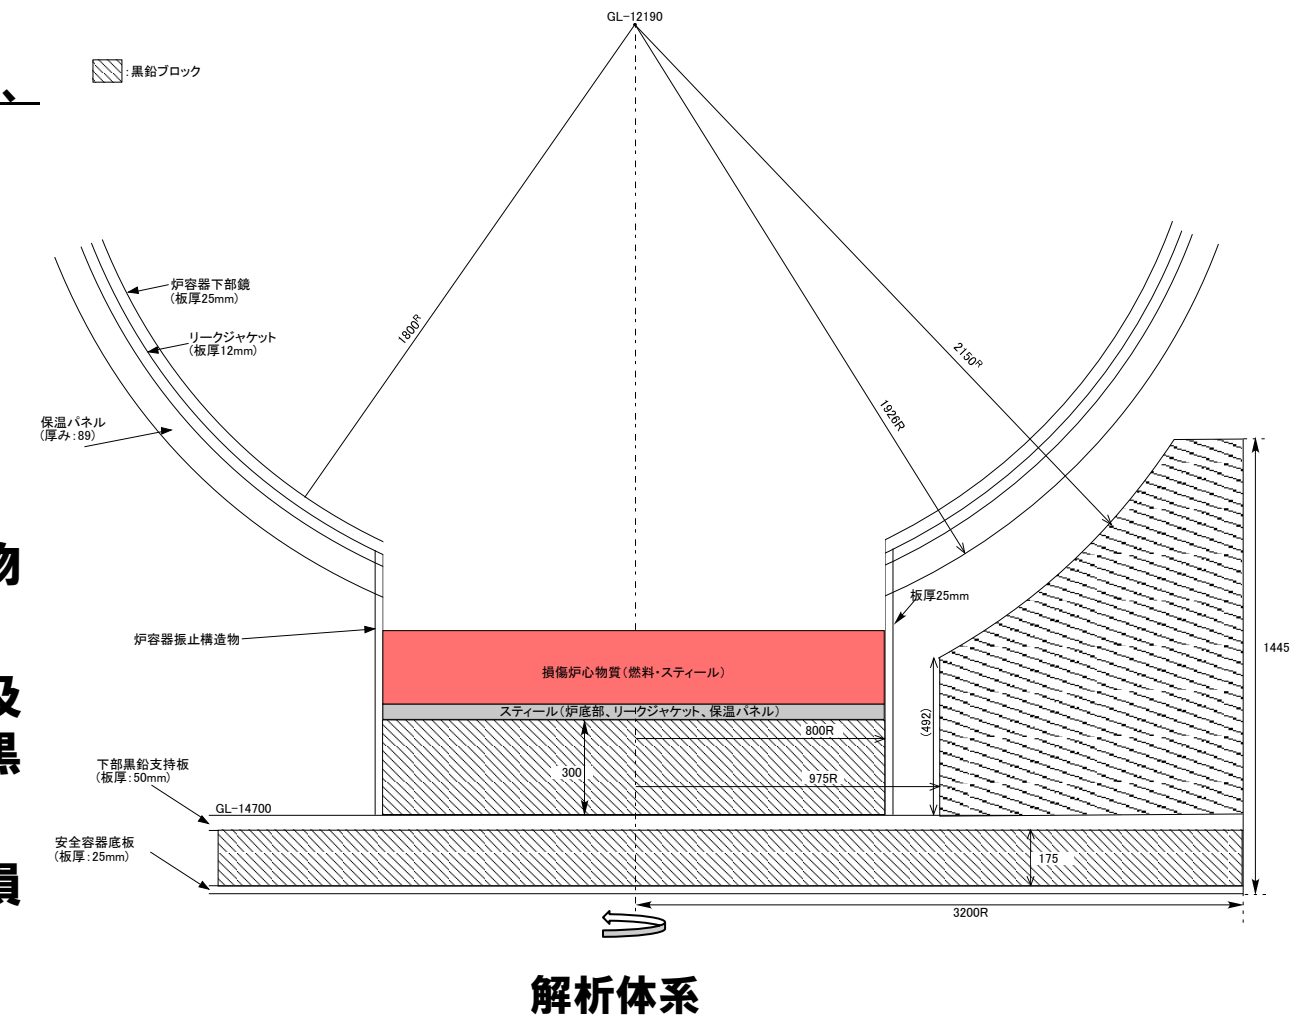 GL-12190
:黒鉛ブロック
、
炉容器下部鏡
(板厚25mm)
リークジャケット
(板厚12mm)
1800R
2150R
1926R
保温パネル
(厚み:89)
物
板厚25mm
炉容器振止構造物
1445
損傷炉心物質(燃料・スティール)
及
スティール(炉底部、リークジャケット、保温パネル)
(492)
800R
黒
下部黒鉛支持板
(板厚:50mm)
300
975R
GL-14700
安全容器底板
(板厚:25mm)
175
損
3200R
解析体系